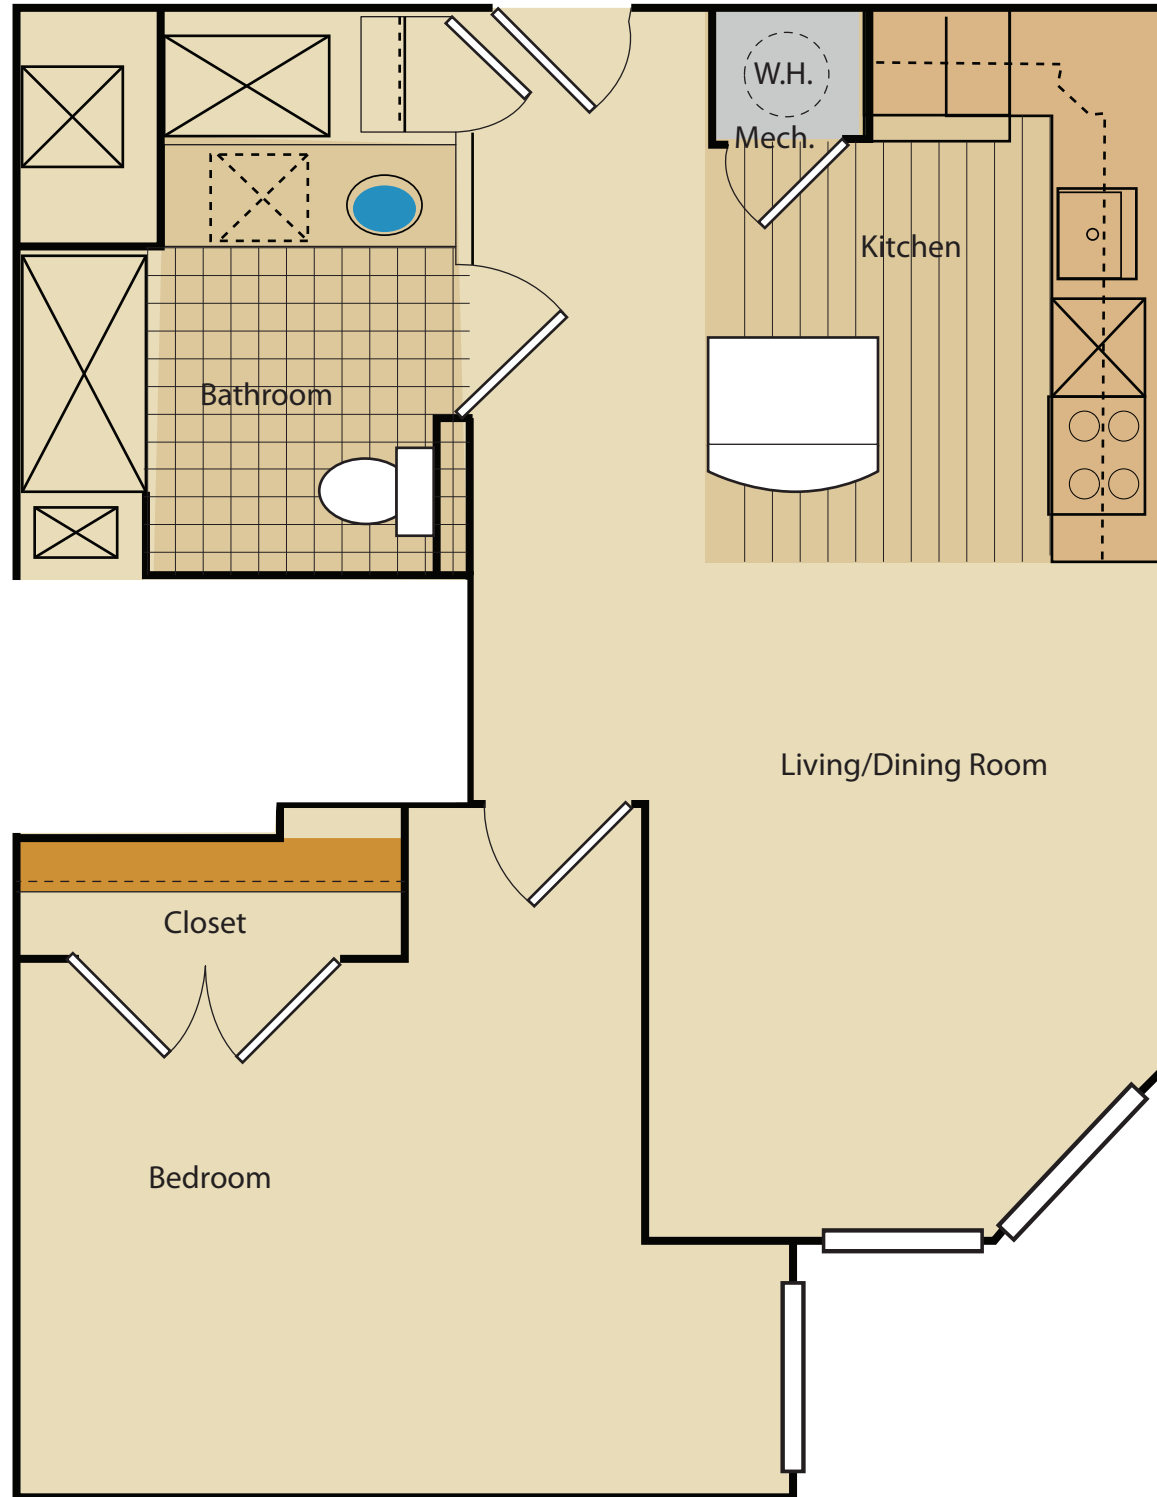 W.H.
Mech.
Kitchen
Bathroom
Living/Dining Room
Closet
Bedroom